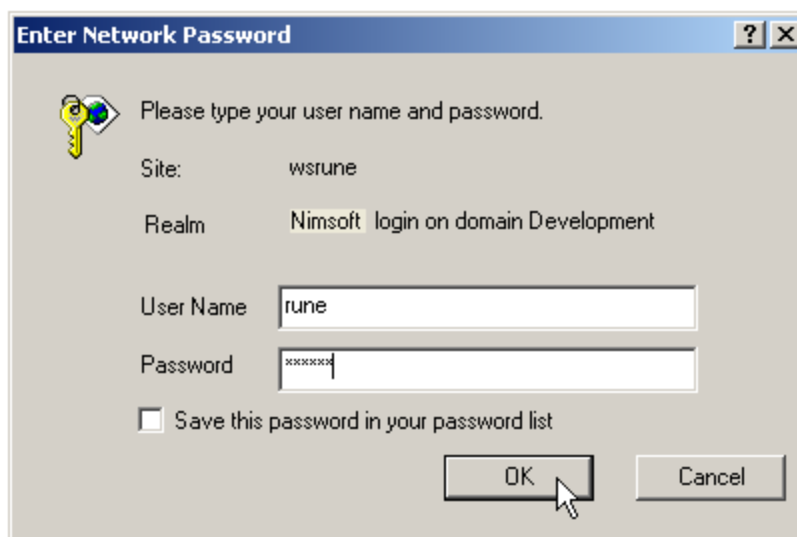 Enter Network Password
Please type your user name and password.
Site: wsrune
Realm Nimsoft login on domain Development
User Name rune
Password ××××××
Save this password in your password list
OK Cancel